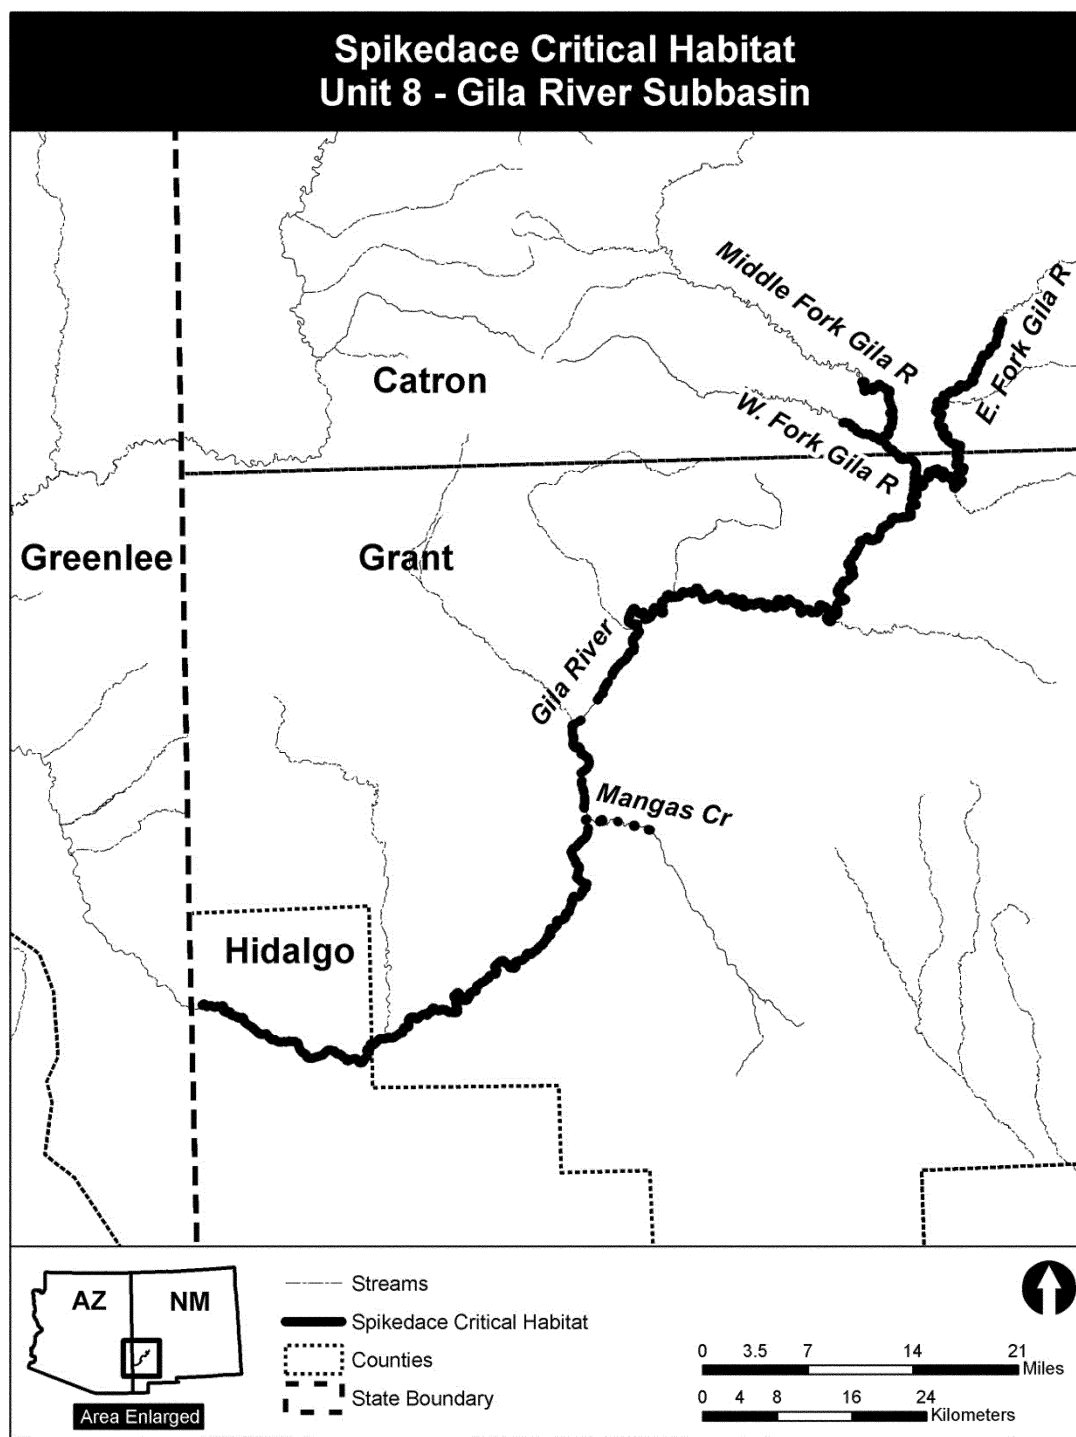 Spikedace Critical Habitat
Unit 8 - Gila River Subbasin
Middle Fork Gila R
E. Fork Gila R
Catron
W. Fork Gila R
Greenlee
Grant
Gila River
Mangas Cr
Hidalgo
AZ
NM
Area Enlarged
Streams
Spikedace Critical Habitat
Counties
State Boundary
0 3.5 7 14 21
Miles
0 4 8 16 24
Kilometers